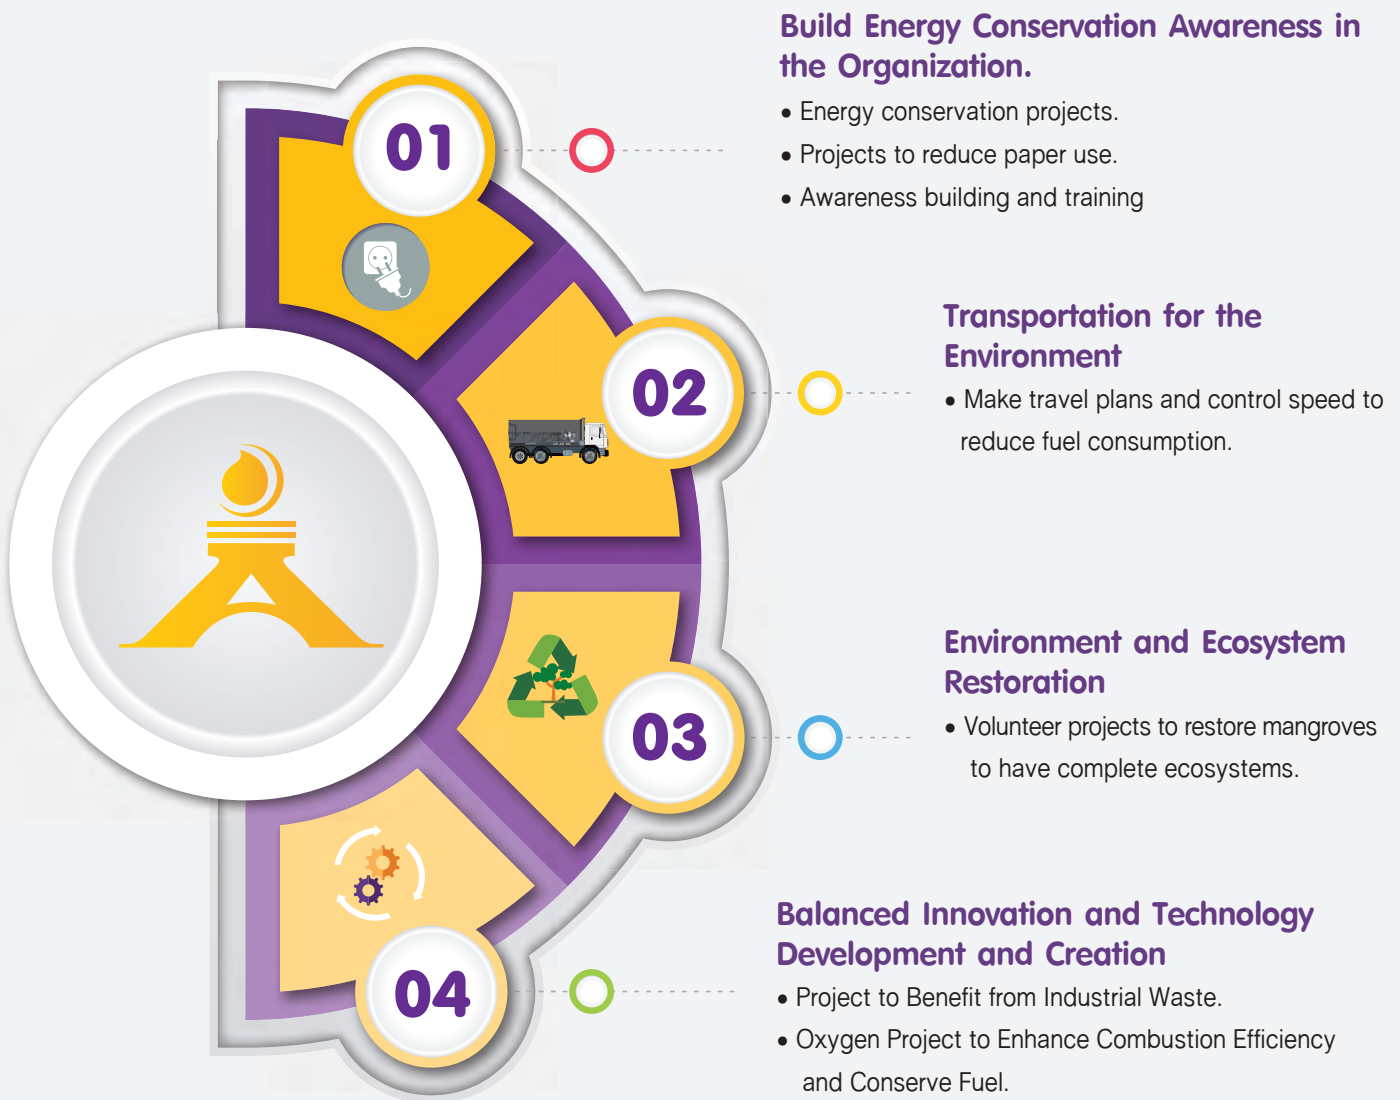 01
Build Energy Conservation Awareness in
the Organization.
• Energy conservation projects.
• Projects to reduce paper use.
• Awareness building and training
02
Transportation for the
Environment
• Make travel plans and control speed to
reduce fuel consumption.
03
Environment and Ecosystem
Restoration
• Volunteer projects to restore mangroves
to have complete ecosystems.
04
Balanced Innovation and Technology
Development and Creation
• Project to Benefit from Industrial Waste.
• Oxygen Project to Enhance Combustion Efficiency
and Conserve Fuel.